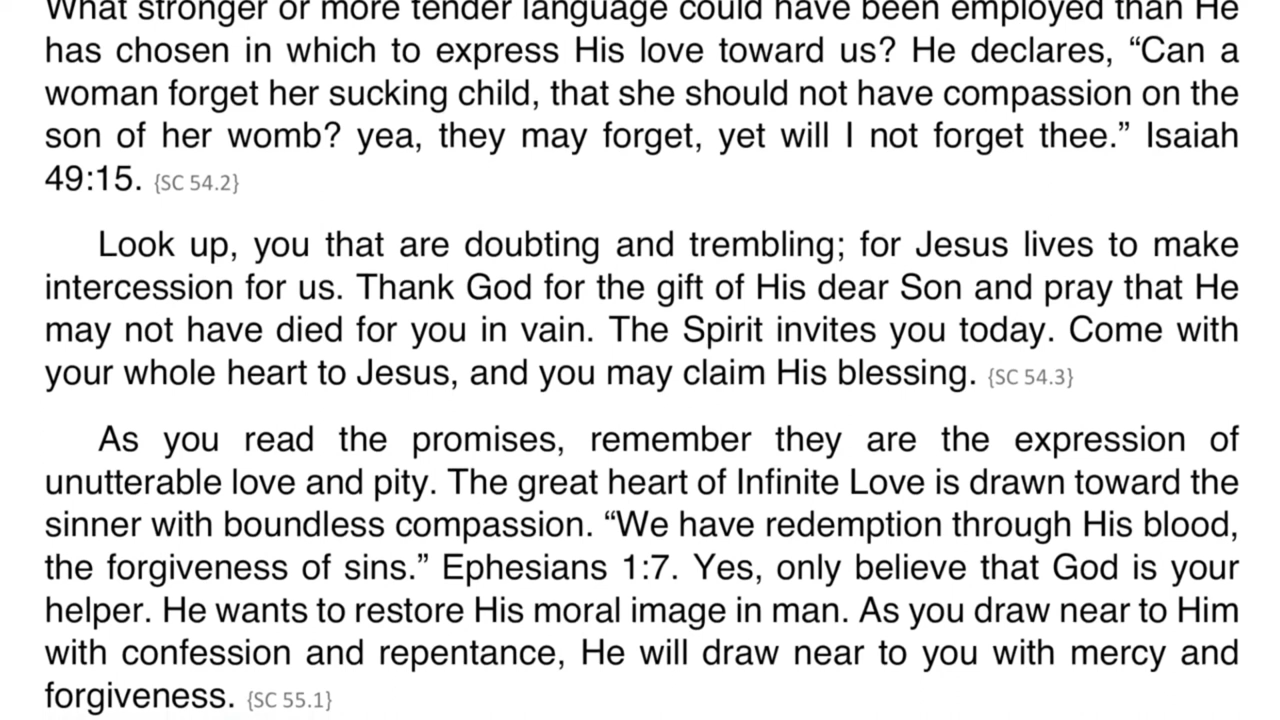 What stronger or more tender language could have been employed than He
has chosen in which to express His love toward us? He declares, “Can a
woman forget her sucking child, that she should not have compassion on the
son of her womb? yea, they may forget, yet will I not forget thee.” Isaiah
49:15. {SC 54.2}
Look up, you that are doubting and trembling; for Jesus lives to make
intercession for us. Thank God for the gift of His dear Son and pray that He
may not have died for you in vain. The Spirit invites you today. Come with
your whole heart to Jesus, and you may claim His blessing. {SC 54.3}
As you read the promises, remember they are the expression of
unutterable love and pity. The great heart of Infinite Love is drawn toward the
sinner with boundless compassion. “We have redemption through His blood,
the forgiveness of sins.” Ephesians 1:7. Yes, only believe that God is your
helper. He wants to restore His moral image in man. As you draw near to Him
with confession and repentance, He will draw near to you with mercy and
forgiveness. {SC 55.1}